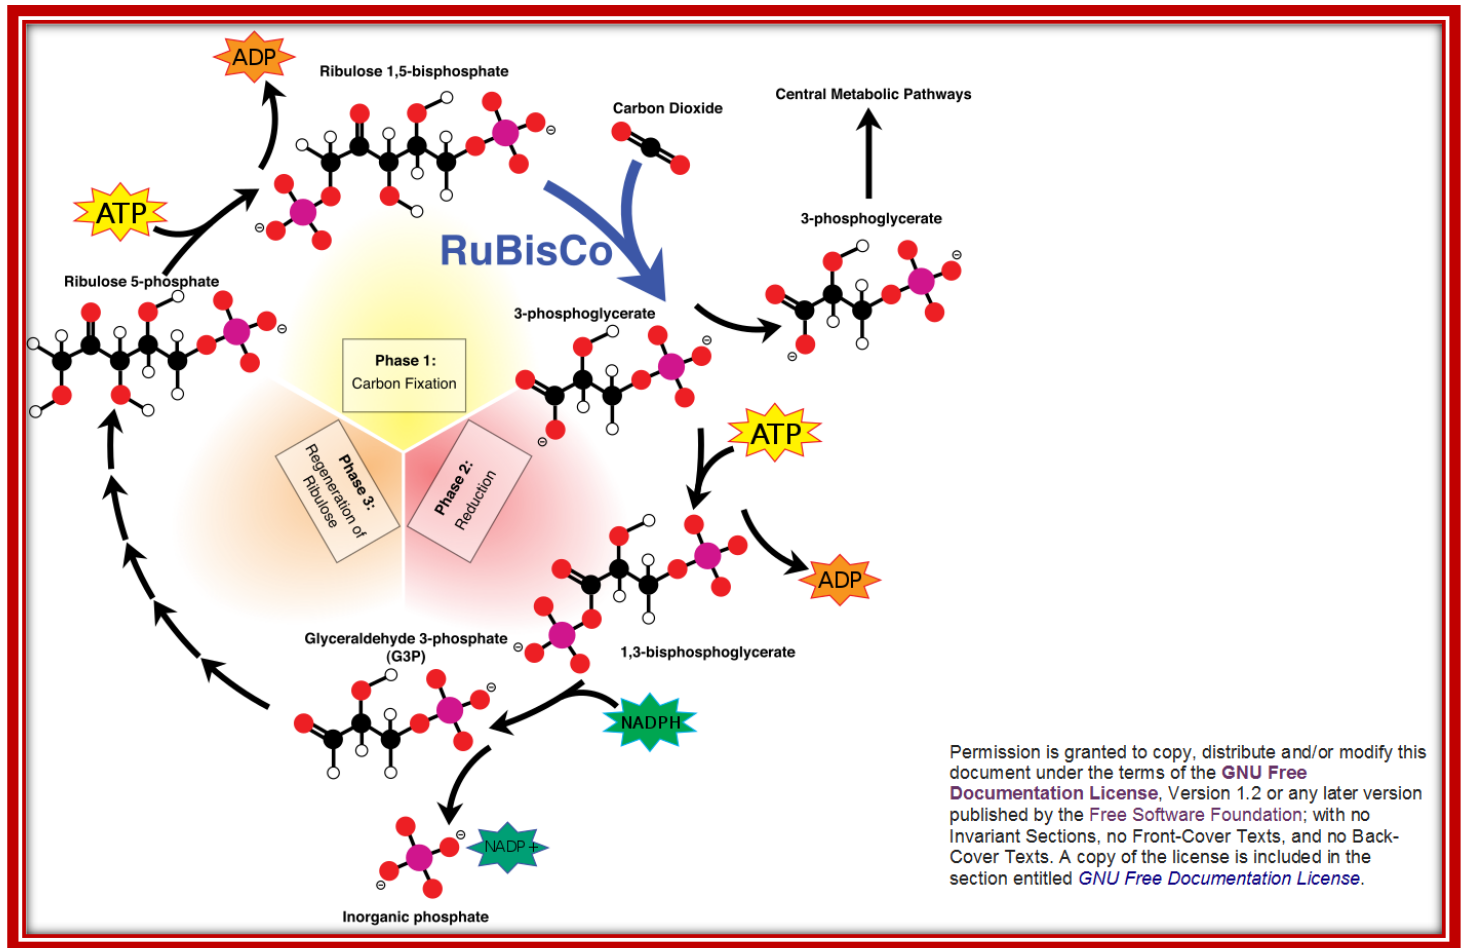 ADP
Ribulose 1,5-bisphosphate
Carbon Dioxide
Central Metabolic Pathways
ATP
RuBisCo
3-phosphoglycerate
Ribulose 5-phosphate
3-phosphoglycerate
Phase 1:
Carbon Fixation
ATP
Phase 3:
Regeneration of
Ribulose
Phase 2:
Reduction
ADP
Glyceraldehyde 3-phosphate
(G3P)
1,3-bisphosphoglycerate
NADPH
NADP+
Inorganic phosphate
Permission is granted to copy, distribute and/or modify this
document under the terms of the GNU Free
Documentation License, Version 1.2 or any later version
published by the Free Software Foundation; with no
Invariant Sections, no Front-Cover Texts, and no Back-
Cover Texts. A copy of the license is included in the
section entitled GNU Free Documentation License.